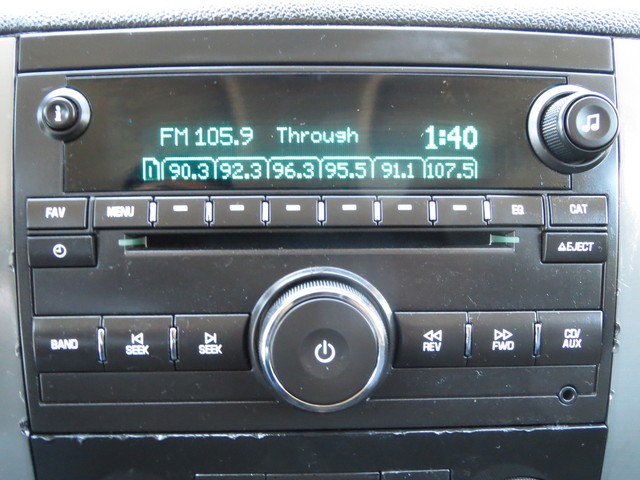 FM 105.9 Through 1:40
1 90.3 92.3 96.3 95.5 91.1 107.5
FAV MENU EQ CAT
EJECT
BAND SEEK SEEK REV FWD CD/
AUX